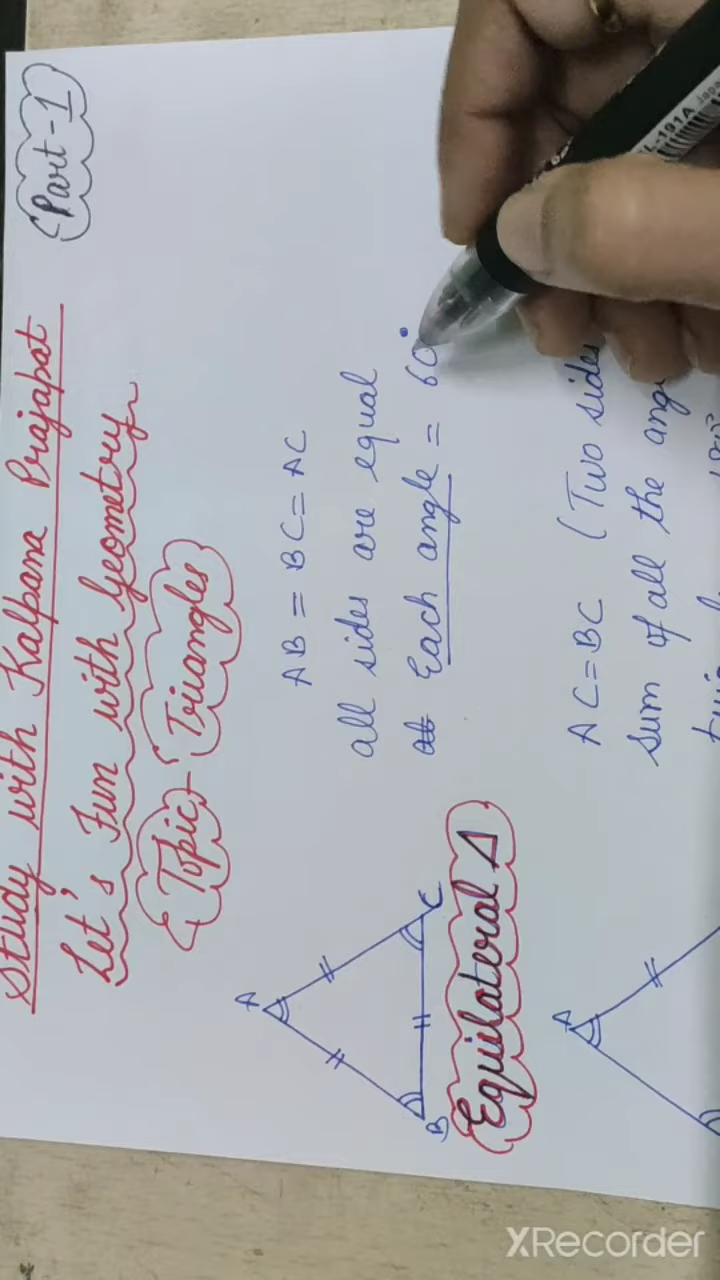 Part-1
Study with Kalpana Prajapat
Let's Fun with Geometry
Topic - Triangles
A
B
C
AB = BC = AC
all sides are equal
Each angle = 60°
Equilateral Δ
A
AC = BC (Two sides
Sum of all the
XRecorder